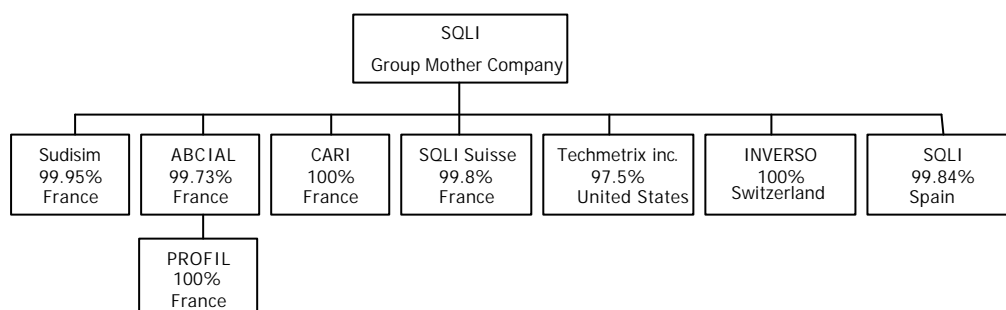 SQLI
Group Mother Company
Sudisim
99.95%
France
ABCIAL
99.73%
France
CARI
100%
France
SQLI Suisse
99.8%
France
Techmetrix inc.
97.5%
United States
INVERSO
100%
Switzerland
SQLI
99.84%
Spain
PROFIL
100%
France